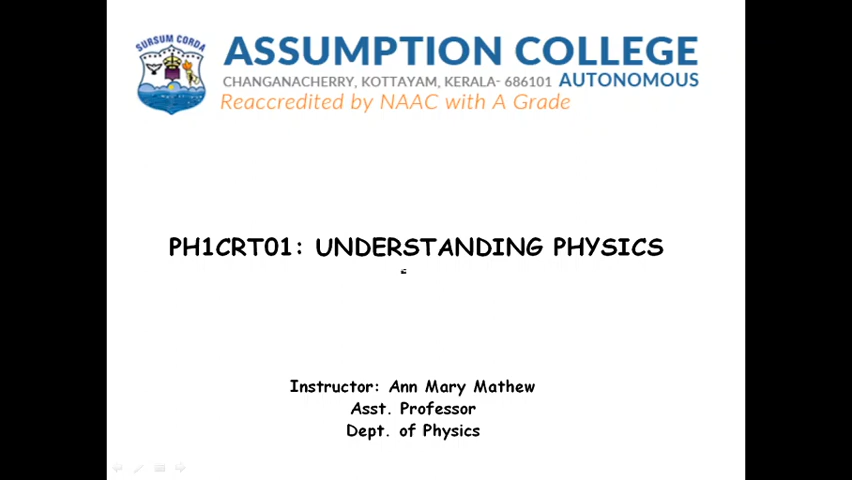 SURSUM CORDA
ASSUMPTION COLLEGE
CHANGANACHERRY, KOTTAYAM, KERALA- 686101 AUTONOMOUS
Reaccredited by NAAC with A Grade
PH1CRT01: UNDERSTANDING PHYSICS
Instructor: Ann Mary Mathew
Asst. Professor
Dept. of Physics